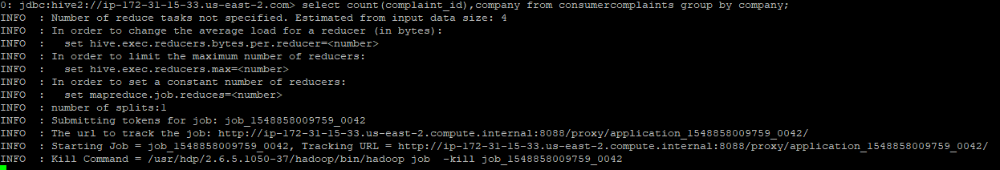 0: jdbc:hive2://ip-172-31-15-33.us-east-2.com> select count(complaint_id),company from consumercomplaints group by company;
INFO  : Number of reduce tasks not specified. Estimated from input data size: 4
INFO  : In order to change the average load for a reducer (in bytes):
INFO  :   set hive.exec.reducers.bytes.per.reducer=<number>
INFO  : In order to limit the maximum number of reducers:
INFO  :   set hive.exec.reducers.max=<number>
INFO  : In order to set a constant number of reducers:
INFO  :   set mapreduce.job.reduces=<number>
INFO  : number of splits:1
INFO  : Submitting tokens for job: job_1548858009759_0042
INFO  : The url to track the job: http://ip-172-31-15-33.us-east-2.compute.internal:8088/proxy/application_1548858009759_0042/
INFO  : Starting Job = job_1548858009759_0042, Tracking URL = http://ip-172-31-15-33.us-east-2.compute.internal:8088/proxy/application_1548858009759_0042/
INFO  : Kill Command = /usr/hdp/2.6.5.1050-37/hadoop/bin/hadoop job  -kill job_1548858009759_0042